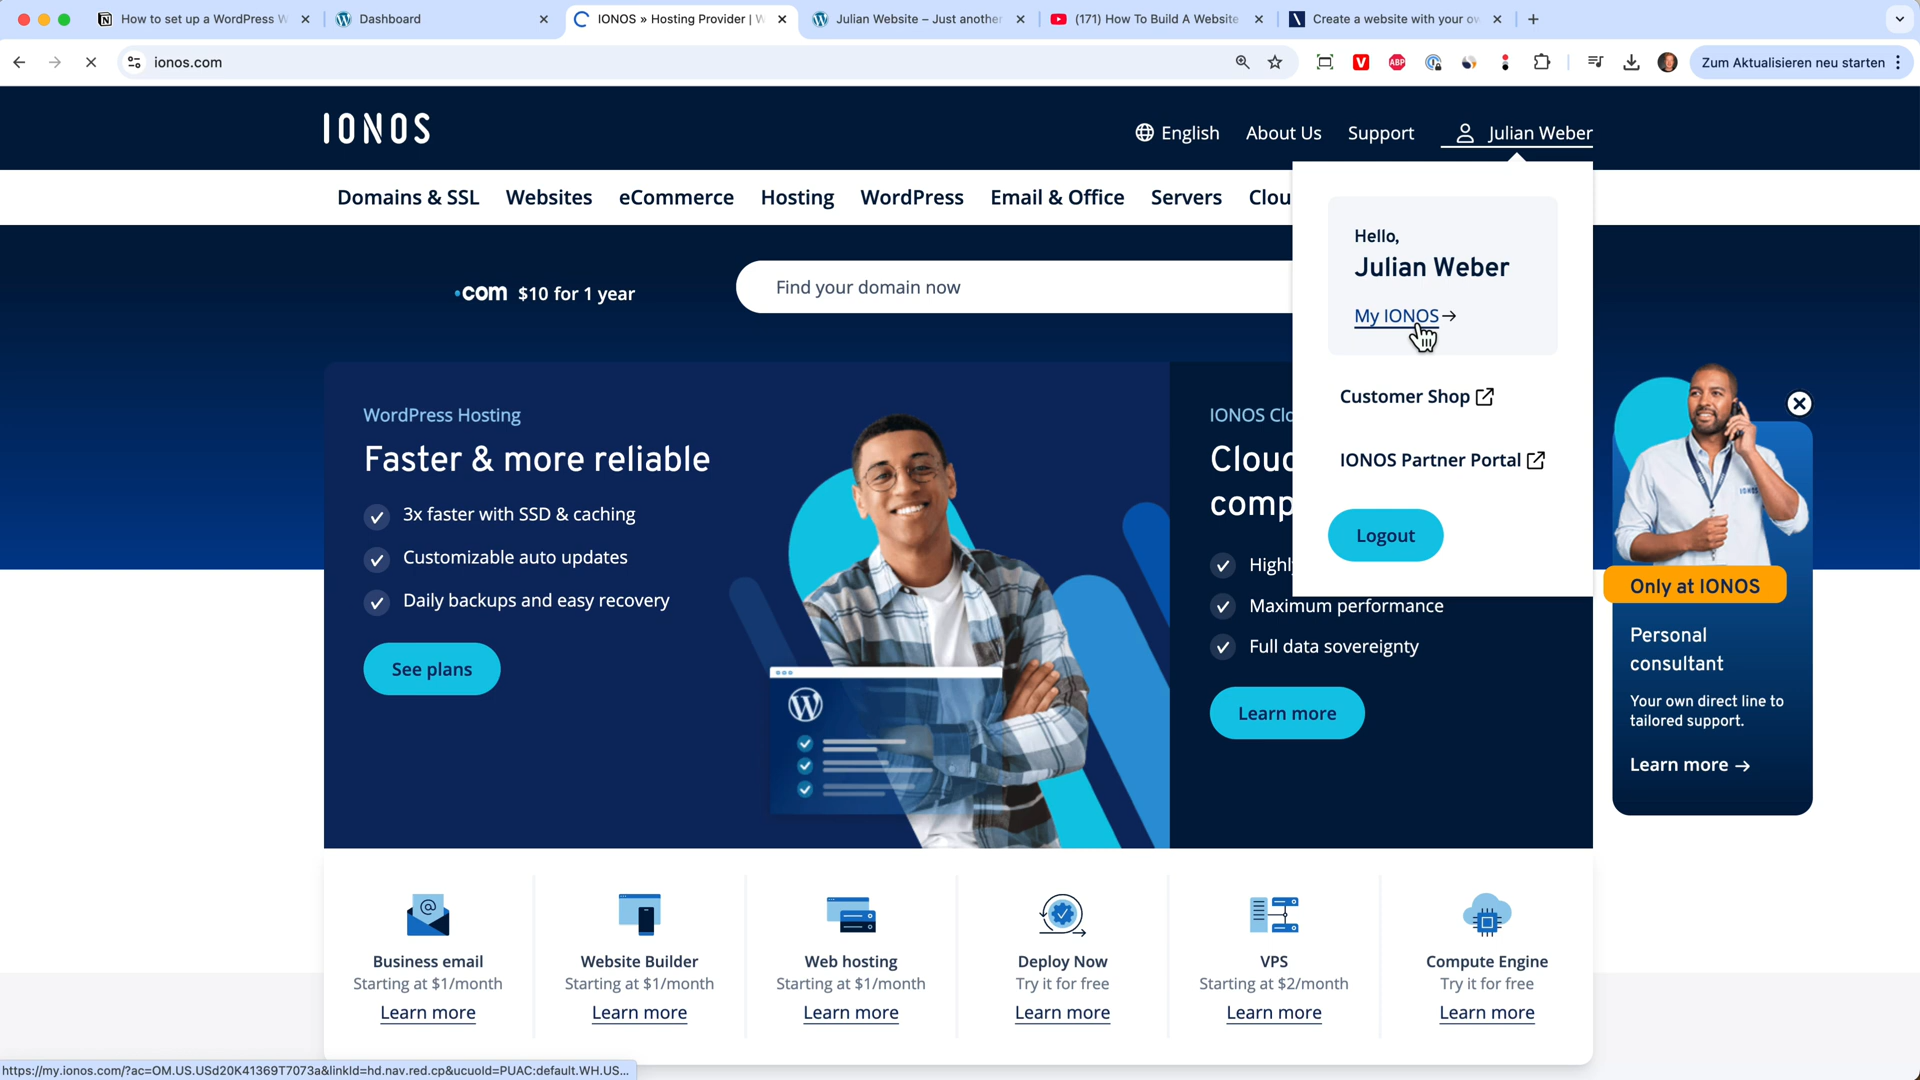 How to set up a WordPress W
Dashboard
IONOS » Hosting Provider | W
Julian Website – Just another
(171) How To Build A Website
Create a website with your ow
ionos.com
ABP
Zum Aktualisieren neu starten
IONOS
English
About Us
Support
Julian Weber
Domains & SSL
Websites
eCommerce
Hosting
WordPress
Email & Office
Servers
Clou
Hello,
Julian Weber
My IONOS
Customer Shop
IONOS Partner Portal
Logout
.com $10 for 1 year
Find your domain now
WordPress Hosting
Faster & more reliable
3x faster with SSD & caching
Customizable auto updates
Daily backups and easy recovery
See plans
IONOS Clo
Cloud
comp
Highl
Maximum performance
Full data sovereignty
Learn more
IONOS
Only at IONOS
Personal
consultant
Your own direct line to
tailored support.
Learn more
Business email
Starting at $1/month
Learn more
Website Builder
Starting at $1/month
Learn more
Web hosting
Starting at $1/month
Learn more
Deploy Now
Try it for free
Learn more
VPS
Starting at $2/month
Learn more
Compute Engine
Try it for free
Learn more
https://my.ionos.com/?ac=OM.US.USd20K41369T7073a&linkId=hd.nav.red.cp&ucuoId=PUAC:default.WH.US...